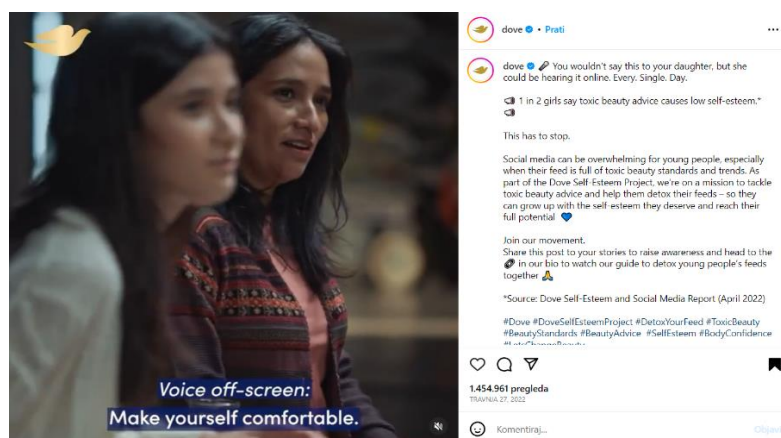 dove • Prati
dove 🎤 You wouldn't say this to your daughter, but she
could be hearing it online. Every. Single. Day.
📣 1 in 2 girls say toxic beauty advice causes low self-esteem.*
📣
This has to stop.
Social media can be overwhelming for young people, especially
when their feed is full of toxic beauty standards and trends. As
part of the Dove Self-Esteem Project, we're on a mission to tackle
toxic beauty advice and help them detox their feeds – so they
can grow up with the self-esteem they deserve and reach their
full potential 💙
Join our movement.
Share this post to your stories to raise awareness and head to the
🔗 in our bio to watch our guide to detox young people's feeds
together 🙏
*Source: Dove Self-Esteem and Social Media Report (April 2022)
#Dove #DoveSelfEsteemProject #DetoxYourFeed #ToxicBeauty
#BeautyStandards #BeautyAdvice #SelfEsteem #BodyConfidence
#LetsChangeBeauty
1.454.961 pregleda
TRAVNJA 27, 2022
Komentiraj...
Objavi
Voice off-screen:
Make yourself comfortable.